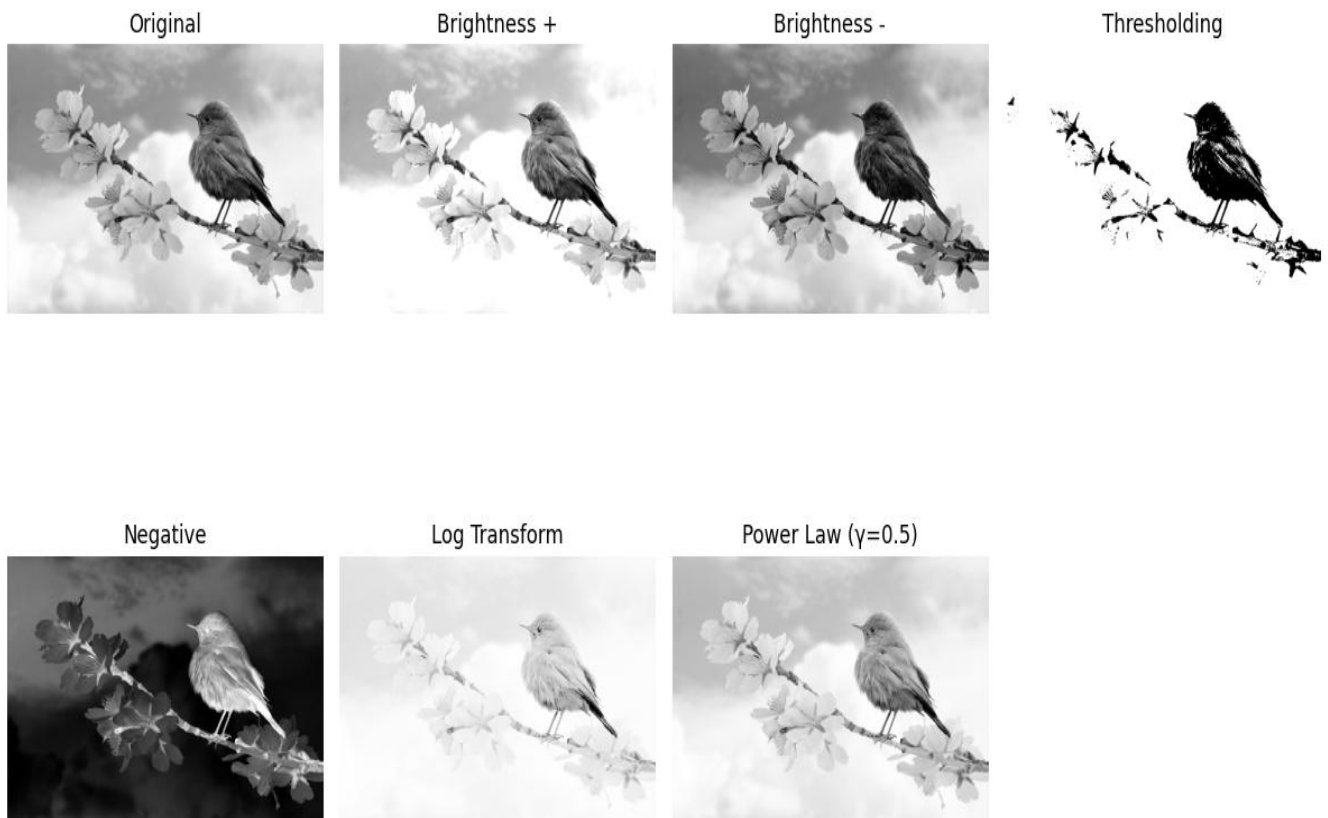 Original
Brightness +
Brightness -
Thresholding
Negative
Log Transform
Power Law (γ=0.5)